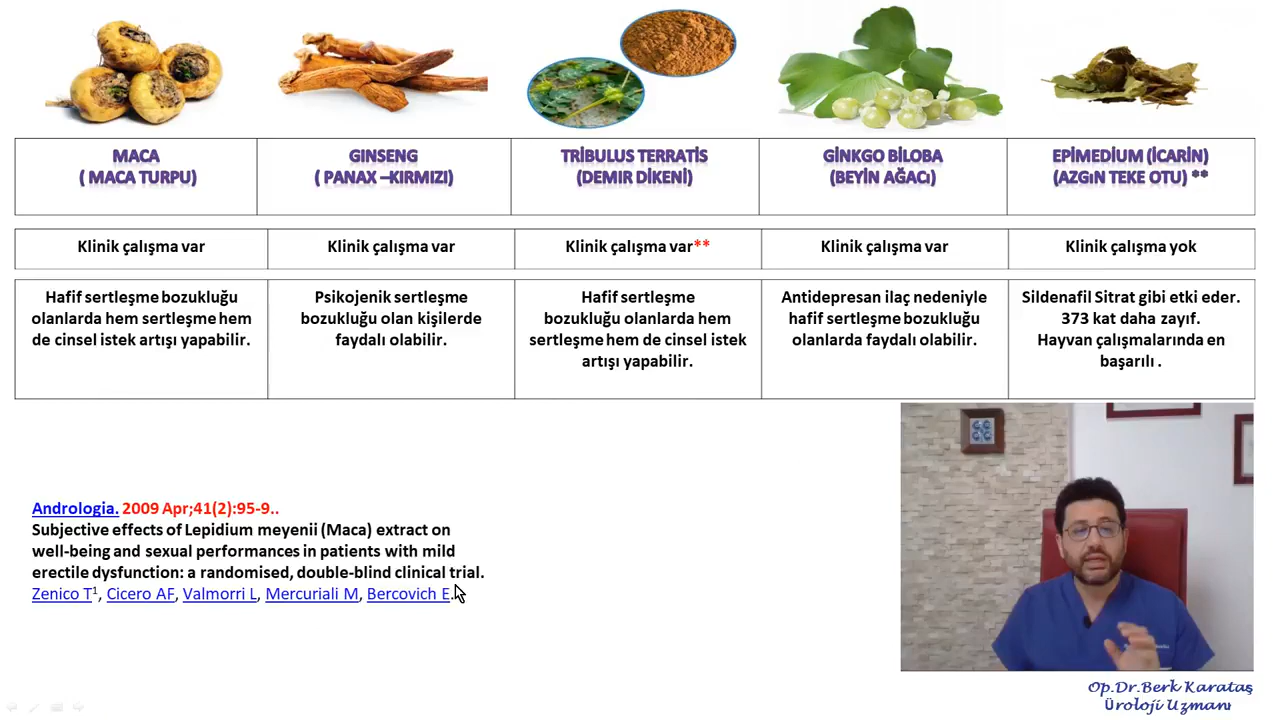 MACA
( MACA TURPU)
GINSENG
( PANAX –KIRMIZI)
TRİBULUS TERRATİS
(DEMIR DİKENİ)
GİNKGO BİLOBA
(BEYİN AĞACI)
EPİMEDIUM (İCARİN)
(AZGıN TEKE OTU) **
Klinik çalışma var
Klinik çalışma var
Klinik çalışma var**
Klinik çalışma var
Klinik çalışma yok
Hafif sertleşme bozukluğu
olanlarda hem sertleşme hem
de cinsel istek artışı yapabilir.
Psikojenik sertleşme
bozukluğu olan kişilerde
faydalı olabilir.
Hafif sertleşme
bozukluğu olanlarda hem
sertleşme hem de cinsel istek
artışı yapabilir.
Antidepresan ilaç nedeniyle
hafif sertleşme bozukluğu
olanlarda faydalı olabilir.
Sildenafil Sitrat gibi etki eder.
373 kat daha zayıf.
Hayvan çalışmalarında en
başarılı .
Andrologia. 2009 Apr;41(2):95-9..
Subjective effects of Lepidium meyenii (Maca) extract on
well-being and sexual performances in patients with mild
erectile dysfunction: a randomised, double-blind clinical trial.
Zenico T¹, Cicero AF, Valmorri L, Mercuriali M, Bercovich E.
Op.Dr.Berk Karataş
Üroloji Uzmanı